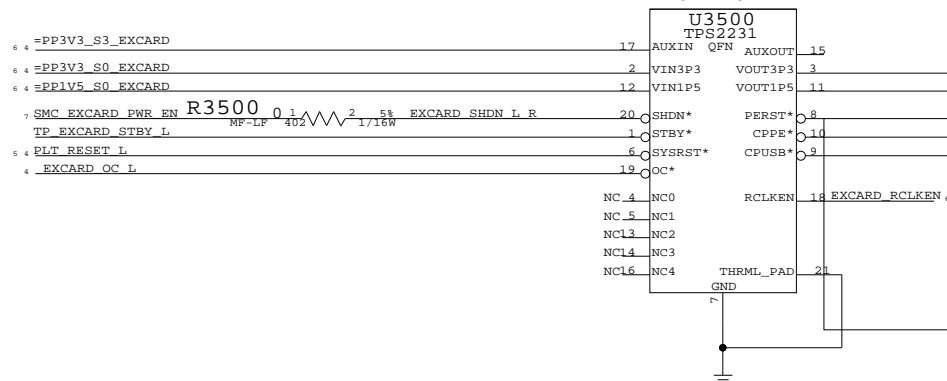 U3500
TPS2231
6 4 =PP3V3_S3_EXCARD 17 AUXIN QFN AUXOUT 15
6 4 =PP3V3_S0_EXCARD 2 VIN3P3 VOUT3P3 3
6 4 =PP1V5_S0_EXCARD 12 VIN1P5 VOUT1P5 11
7 SMC_EXCARD_PWR_EN R3500 0 1 2 5% EXCARD_SHDN_L_R 20 SHDN* PERST* 8
MF-LF 402 1/16W
TP_EXCARD_STBY_L 1 STBY* CPPE* 10
5 4 PLT_RESET_L 6 SYSRST* CPUSB* 9
4 EXCARD_OC_L 19 OC*
NC 4 NC0 RCLKEN 18 EXCARD_RCLKEN
NC 5 NC1
NC 13 NC2
NC 14 NC3
NC 16 NC4 THRML_PAD 21
GND
7